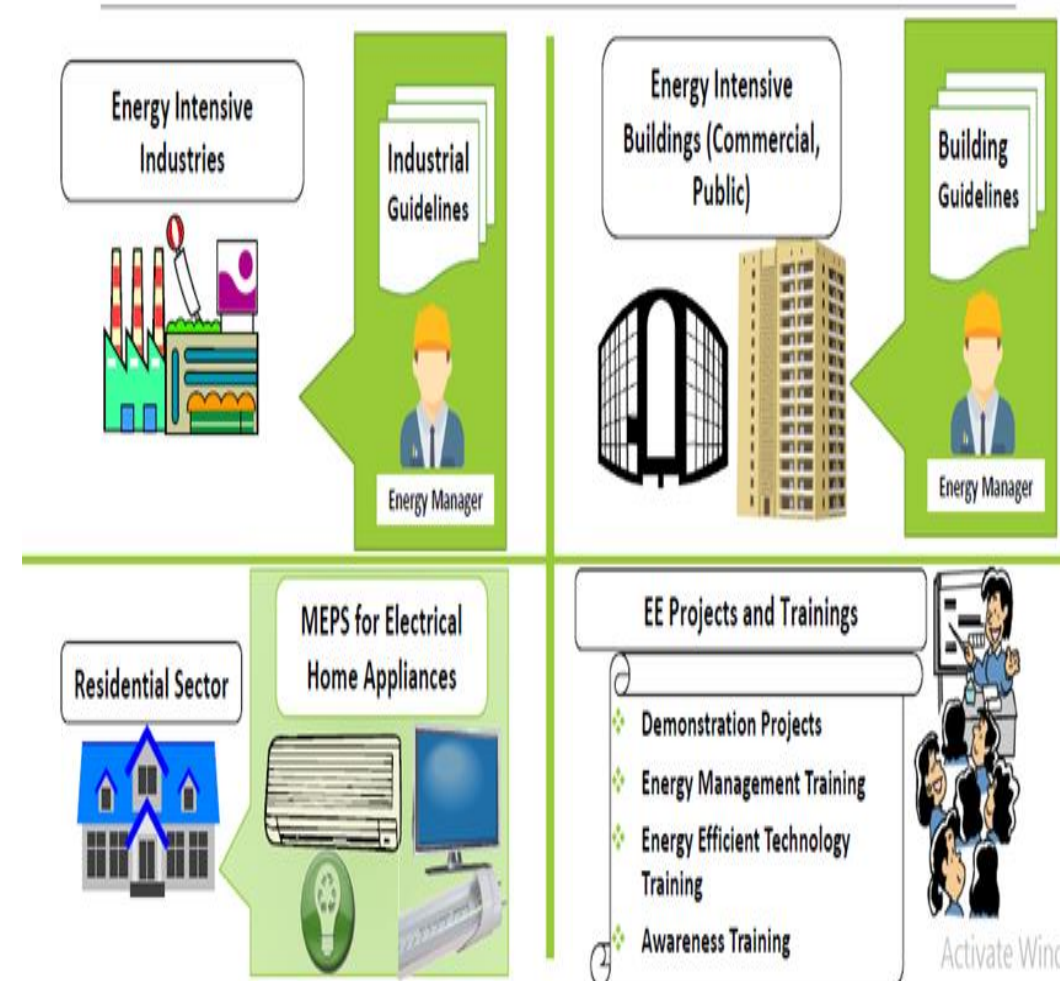 Energy Intensive
Industries
Industrial
Guidelines
Energy Manager
Energy Intensive
Buildings (Commercial,
Public)
Building
Guidelines
Energy Manager
Residential Sector
MEPS for Electrical
Home Appliances
EE Projects and Trainings
Demonstration Projects
Energy Management Training
Energy Efficient Technology
Training
Awareness Training
Activate Wind